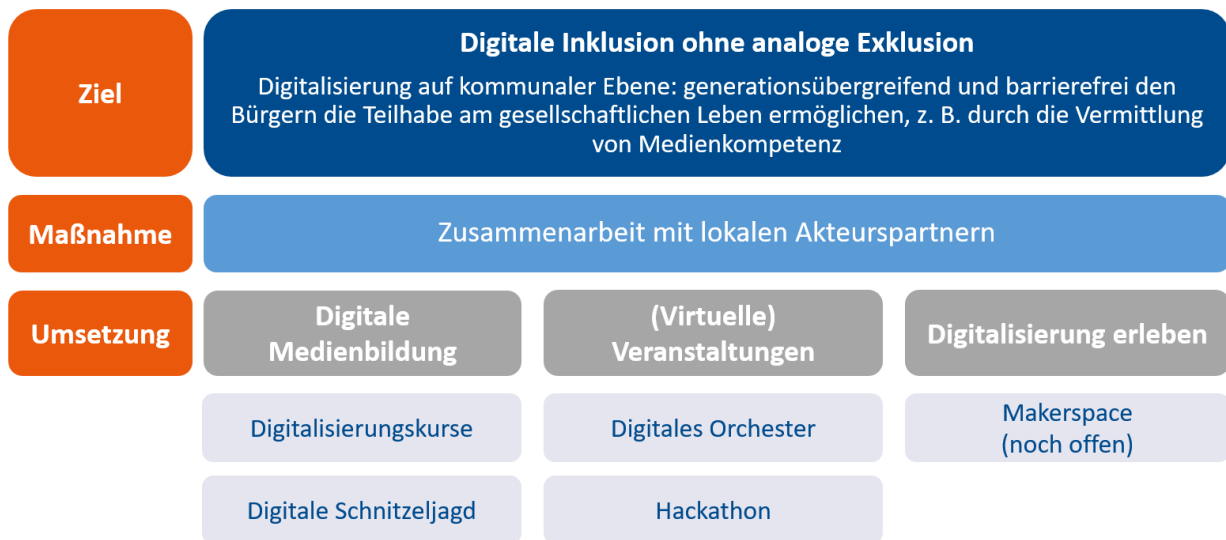 Ziel
Digitale Inklusion ohne analoge Exklusion
Digitalisierung auf kommunaler Ebene: generationsübergreifend und barrierefrei den
Bürgern die Teilhabe am gesellschaftlichen Leben ermöglichen, z. B. durch die Vermittlung
von Medienkompetenz
Maßnahme
Zusammenarbeit mit lokalen Akteurspartnern
Umsetzung
Digitale
Medienbildung
(Virtuelle)
Veranstaltungen
Digitalisierung erleben
Digitalisierungskurse
Digitales Orchester
Makerspace
(noch offen)
Digitale Schnitzeljagd
Hackathon